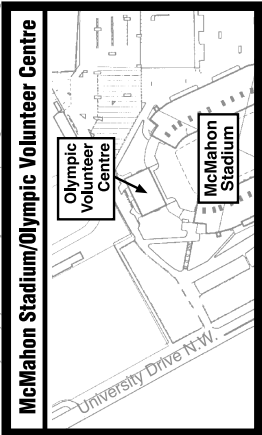 McMahon Stadium/Olympic Volunteer Centre
Olympic
Volunteer
Centre
McMahon
Stadium
University Drive N.W.